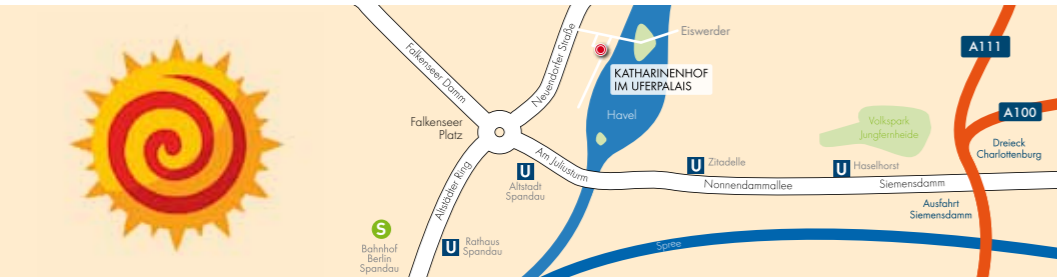 Falkenseer Damm
Neuendorfer Straße
Eiswerder
KATHARINENHOF
IM UFERPALAIS
A111
A100
Havel
Falkenseer
Platz
Volkspark
Jungfernheide
Dreieck
Charlottenburg
Am Juliusturm
U
Zitadelle
U
Haselhorst
U
Altstadt
Spandau
Nonnendammallee
Siemensdamm
Altstädter Ring
Ausfahrt
Siemensdamm
S
Bahnhof
Berlin
Spandau
U
Rathaus
Spandau
Spree